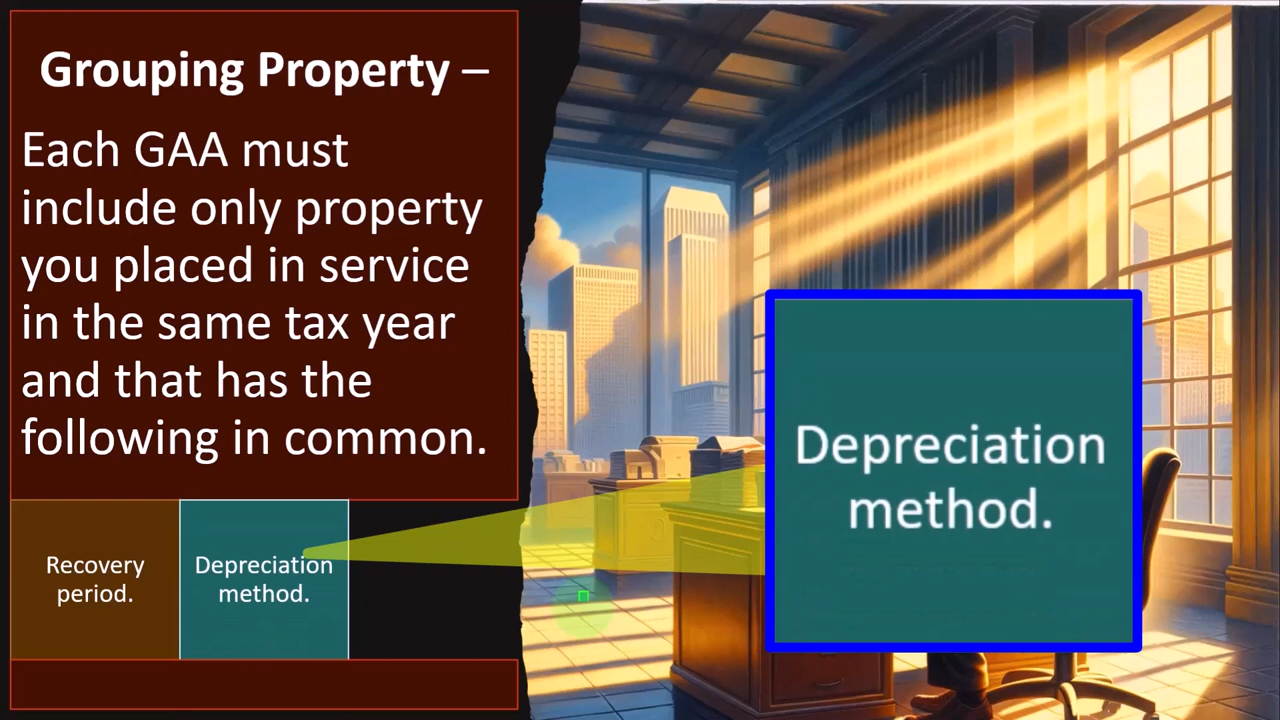 Grouping Property –
Each GAA must
include only property
you placed in service
in the same tax year
and that has the
following in common.
Recovery
period.
Depreciation
method.
Depreciation
method.